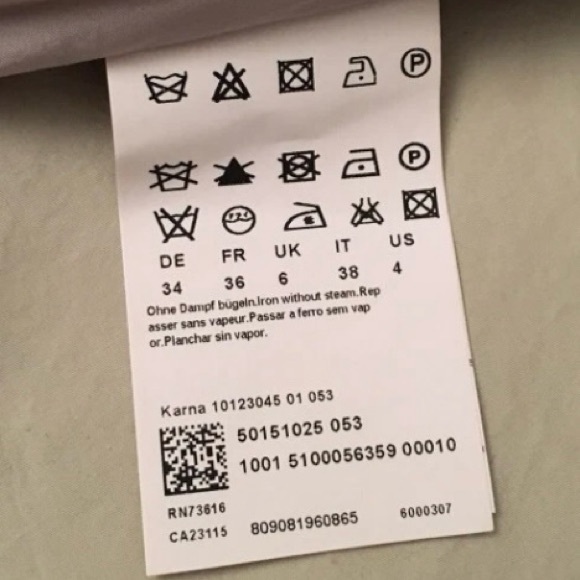 P
P
DE FR UK IT US
34 36 6 38 4
Ohne Dampf bügeln.Iron without steam.Rep
asser sans vapeur.Passar a ferro sem vap
or.Planchar sin vapor.
Karna 10123045 01 053
50151025 053
1001 5100056359 00010
RN73616
CA23115 809081960865 6000307